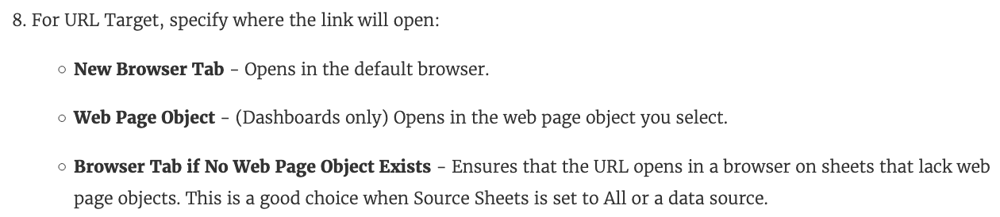 8. For URL Target, specify where the link will open:
○ New Browser Tab – Opens in the default browser.
○ Web Page Object – (Dashboards only) Opens in the web page object you select.
○ Browser Tab if No Web Page Object Exists – Ensures that the URL opens in a browser on sheets that lack web
page objects. This is a good choice when Source Sheets is set to All or a data source.